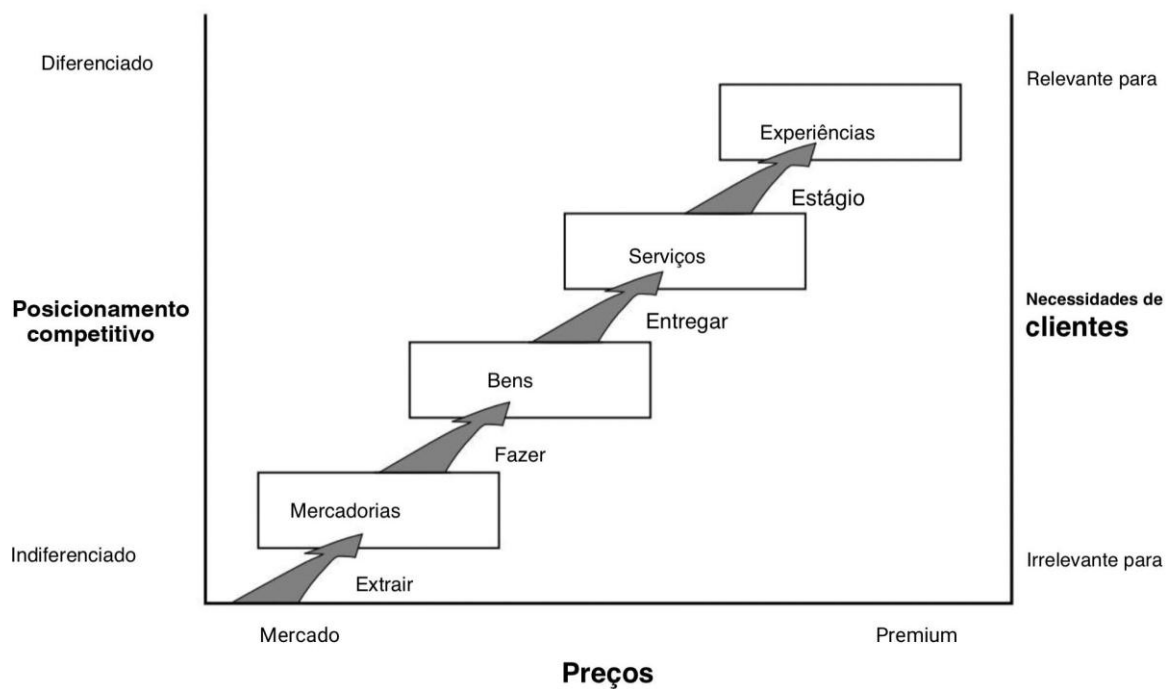 Diferenciado
Relevante para
Experiências
Estágio
Serviços
Posicionamento
competitivo
Necessidades de
clientes
Entregar
Bens
Fazer
Mercadorias
Indiferenciado
Irrelevante para
Extrair
Mercado
Premium
Preços